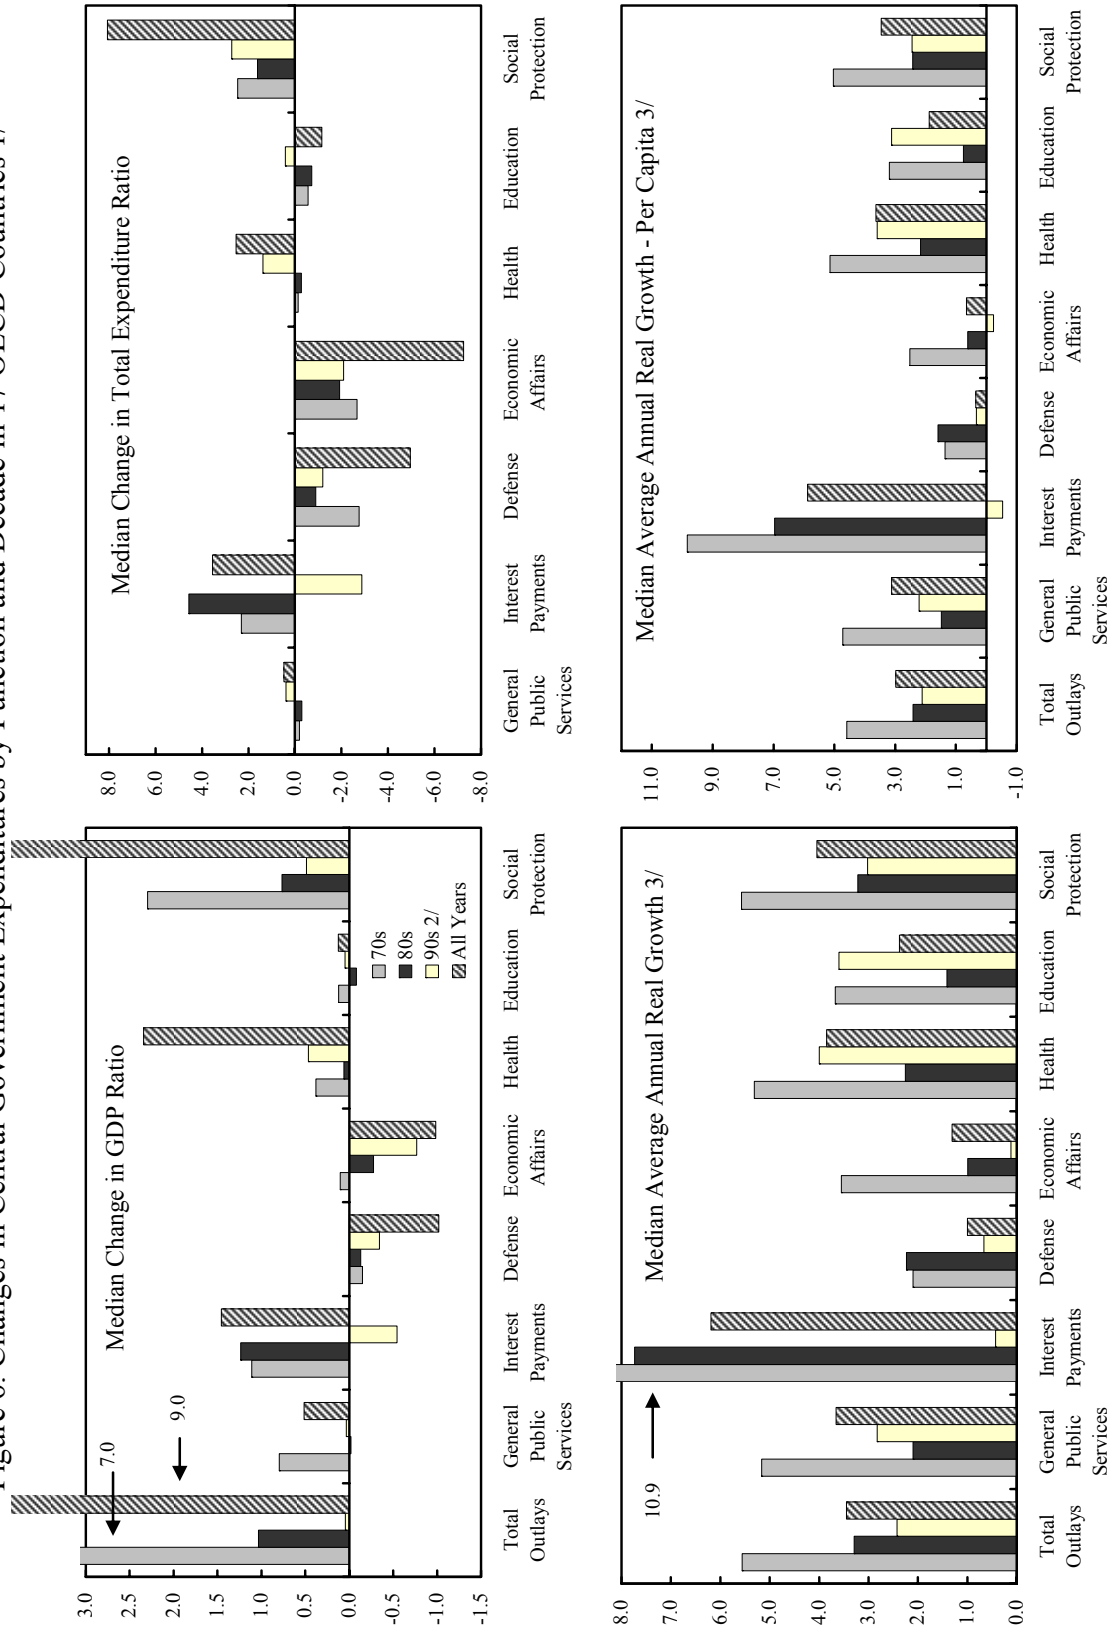 Figure 6. Changes in Central Government Expenditures by Function and Decade in 17 OECD Countries 1/
Median Change in GDP Ratio
3.0
2.5
2.0
1.5
1.0
0.5
0.0
-0.5
-1.0
-1.5
7.0
9.0
70s
80s
90s 2/
All Years
Total
Outlays
General
Public
Services
Interest
Payments
Defense
Economic
Affairs
Health
Education
Social
Protection
Median Change in Total Expenditure Ratio
8.0
6.0
4.0
2.0
0.0
-2.0
-4.0
-6.0
-8.0
General
Public
Services
Interest
Payments
Defense
Economic
Affairs
Health
Education
Social
Protection
Median Average Annual Real Growth 3/
8.0
7.0
6.0
5.0
4.0
3.0
2.0
1.0
0.0
10.9
Total
Outlays
General
Public
Services
Interest
Payments
Defense
Economic
Affairs
Health
Education
Social
Protection
Median Average Annual Real Growth - Per Capita 3/
11.0
9.0
7.0
5.0
3.0
1.0
-1.0
Total
Outlays
General
Public
Services
Interest
Payments
Defense
Economic
Affairs
Health
Education
Social
Protection